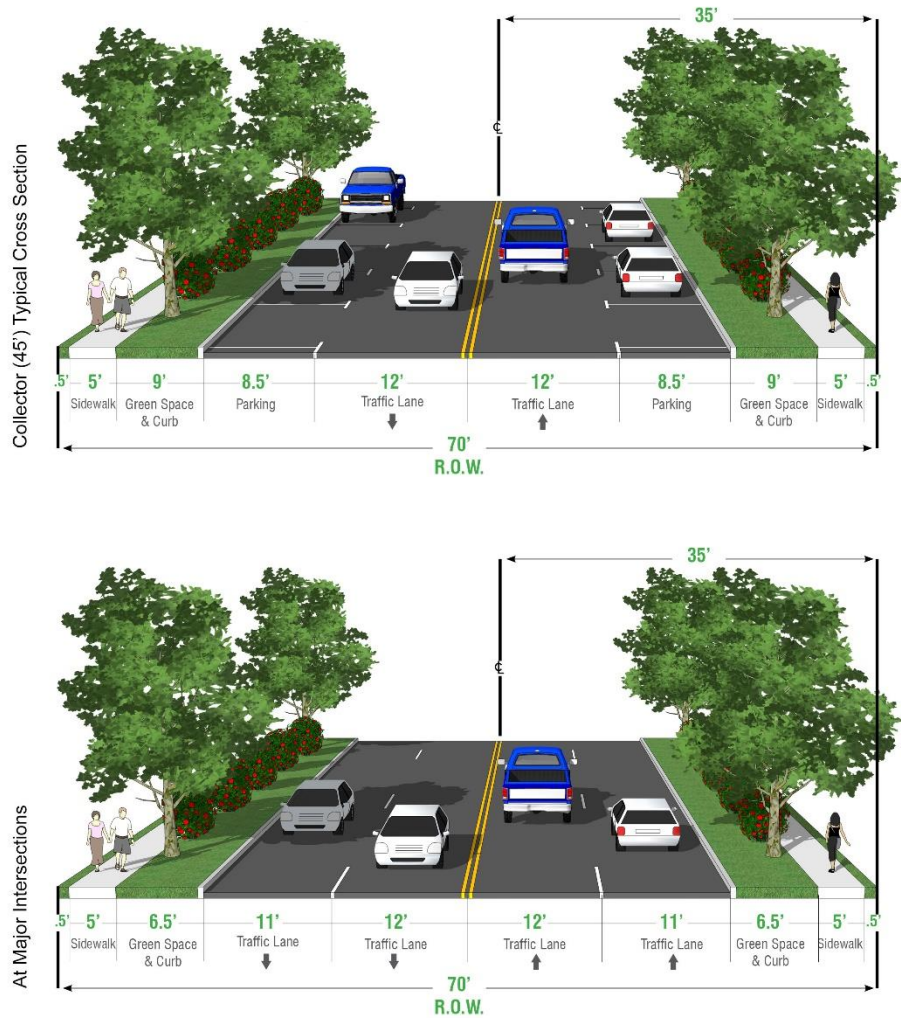 35'
℄
Collector (45') Typical Cross Section
.5' 5' 9' 8.5' 12' 12' 8.5' 9' 5' .5'
Sidewalk Green Space & Curb Parking Traffic Lane Traffic Lane Parking Green Space & Curb Sidewalk
70'
R.O.W.
35'
℄
At Major Intersections
.5' 5' 6.5' 11' 12' 12' 11' 6.5' 5' .5'
Sidewalk Green Space & Curb Traffic Lane Traffic Lane Traffic Lane Traffic Lane Green Space & Curb Sidewalk
70'
R.O.W.